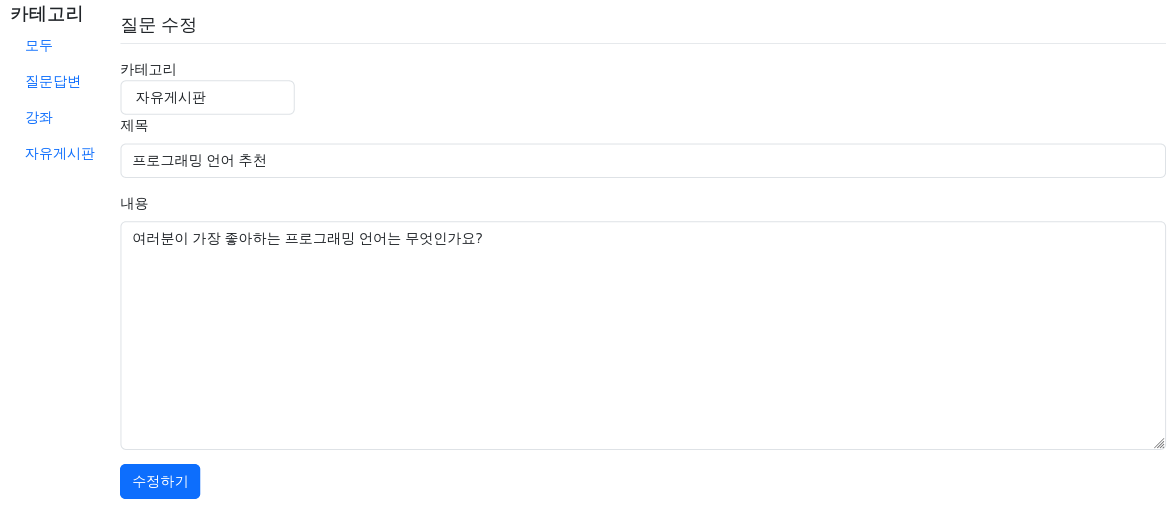 카테고리
모두
질문답변
강좌
자유게시판
질문 수정
카테고리
자유게시판
제목
프로그래밍 언어 추천
내용
여러분이 가장 좋아하는 프로그래밍 언어는 무엇인가요?
수정하기